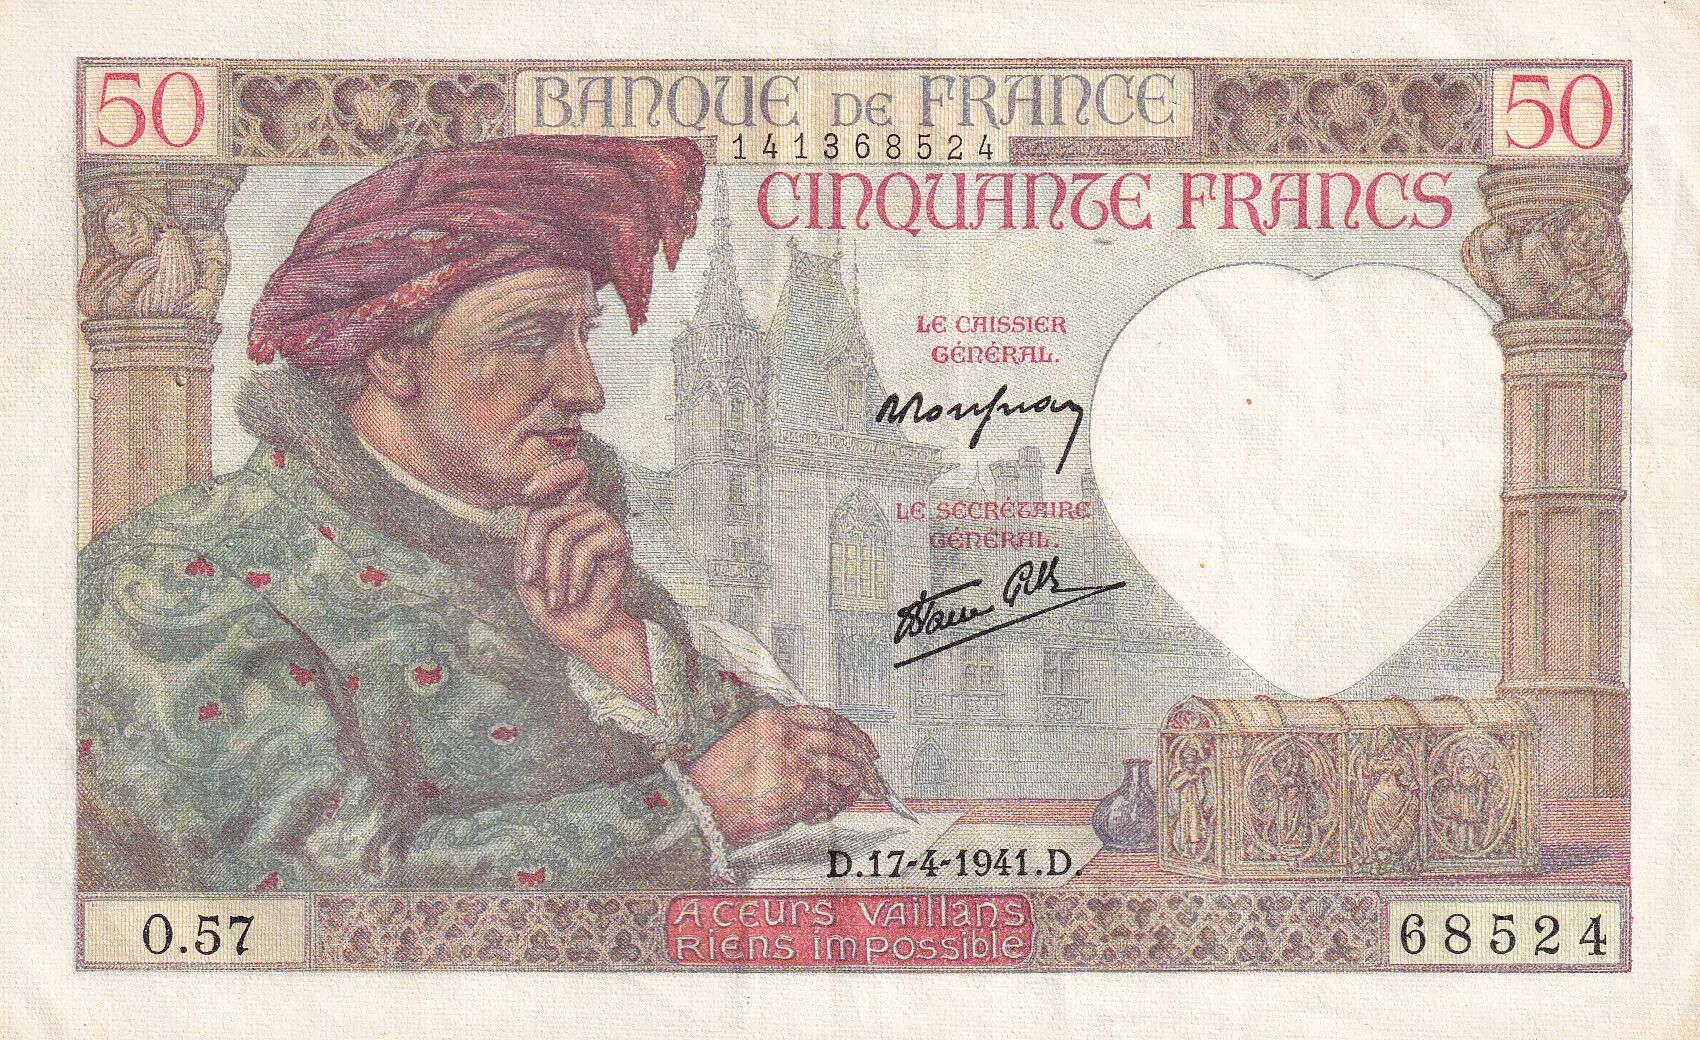 50
BANQUE DE FRANCE
50
141368524
CINQUANTE FRANCS
LE CAISSIER
GÉNÉRAL.
LE SECRÉTAIRE
GÉNÉRAL.
D.17-4-1941.D.
O.57
A CEURS VAILLANS
RIENS IMPOSSIBLE
68524